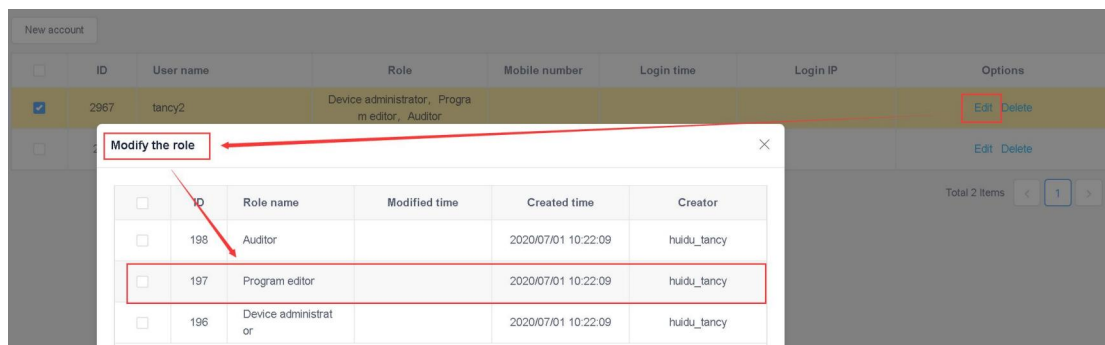 New account
ID User name Role Mobile number Login time Login IP Options
2967 tancy2 Device administrator, Progra
m editor, Auditor Edit Delete
Modify the role
Edit Delete
Total 2 Items < 1 >
ID Role name Modified time Created time Creator
198 Auditor 2020/07/01 10:22:09 huidu_tancy
197 Program editor 2020/07/01 10:22:09 huidu_tancy
196 Device administrat
or 2020/07/01 10:22:09 huidu_tancy